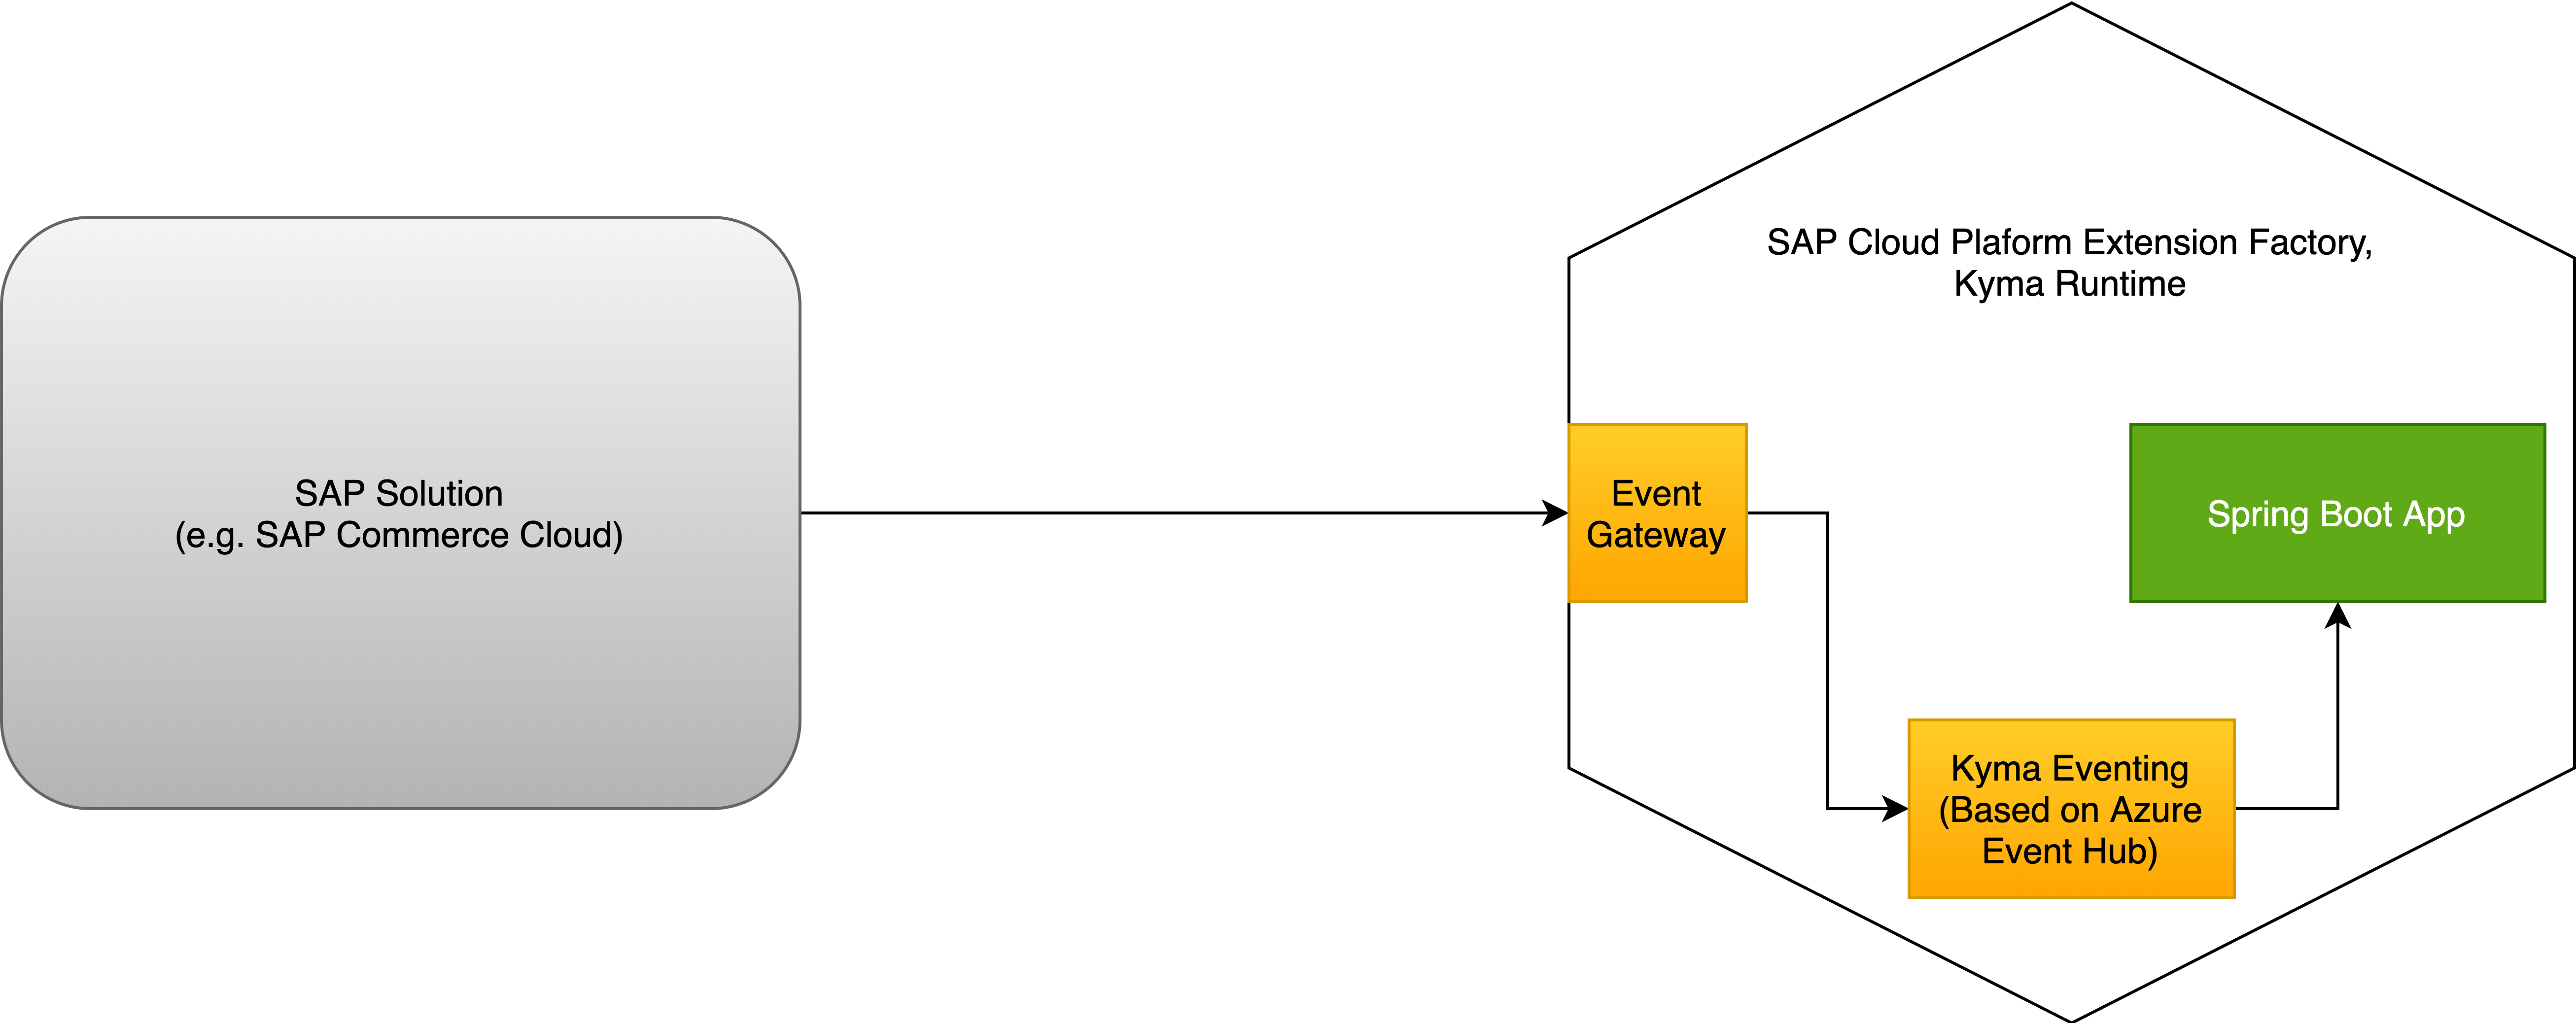 SAP Cloud Plaform Extension Factory,
Kyma Runtime
SAP Solution
(e.g. SAP Commerce Cloud)
Event
Gateway
Spring Boot App
Kyma Eventing
(Based on Azure
Event Hub)